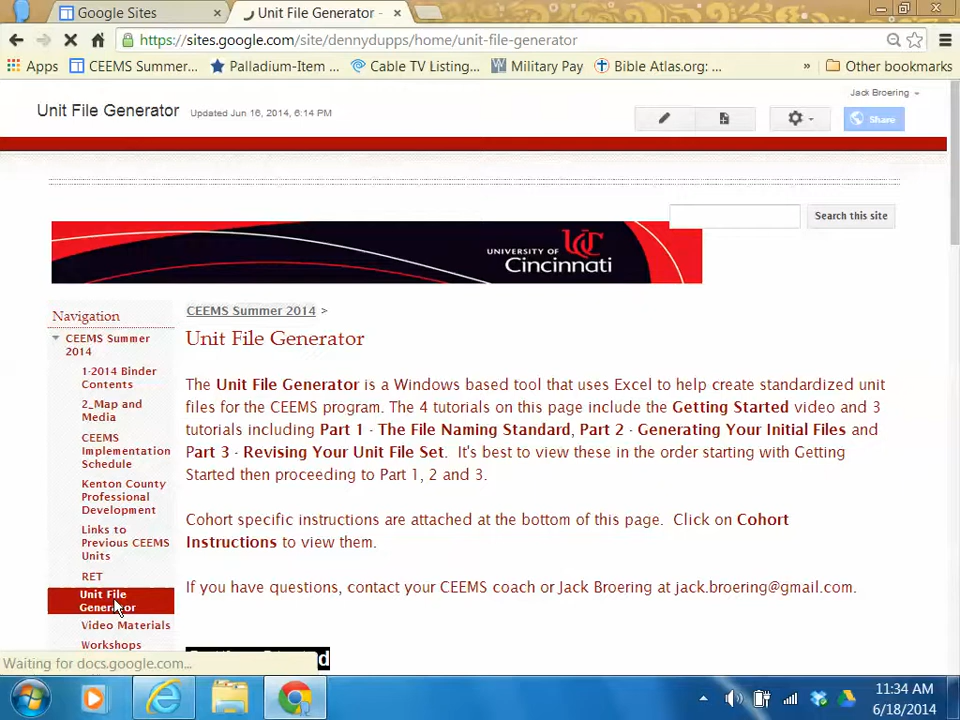 Google Sites
Unit File Generator -
https://sites.google.com/site/dennydupps/home/unit-file-generator
Apps CEEMS Summer... Palladium-Item ... Cable TV Listing... Military Pay Bible Atlas.org: ... » Other bookmarks
Jack Broering
Unit File Generator Updated Jun 16, 2014, 6:14 PM
Share
Search this site
UNIVERSITY OF
Cincinnati
Navigation
CEEMS Summer
2014
1-2014 Binder
Contents
2_Map and
Media
CEEMS
Implementation
Schedule
Kenton County
Professional
Development
Links to
Previous CEEMS
Units
RET
Unit File
Generator
Video Materials
Workshops
CEEMS Summer 2014 >
Unit File Generator
The Unit File Generator is a Windows based tool that uses Excel to help create standardized unit
files for the CEEMS program. The 4 tutorials on this page include the Getting Started video and 3
tutorials including Part 1 - The File Naming Standard, Part 2 - Generating Your Initial Files and
Part 3 - Revising Your Unit File Set. It's best to view these in the order starting with Getting
Started then proceeding to Part 1, 2 and 3.
Cohort specific instructions are attached at the bottom of this page. Click on Cohort
Instructions to view them.
If you have questions, contact your CEEMS coach or Jack Broering at jack.broering@gmail.com.
Waiting for docs.google.com...
11:34 AM
6/18/2014